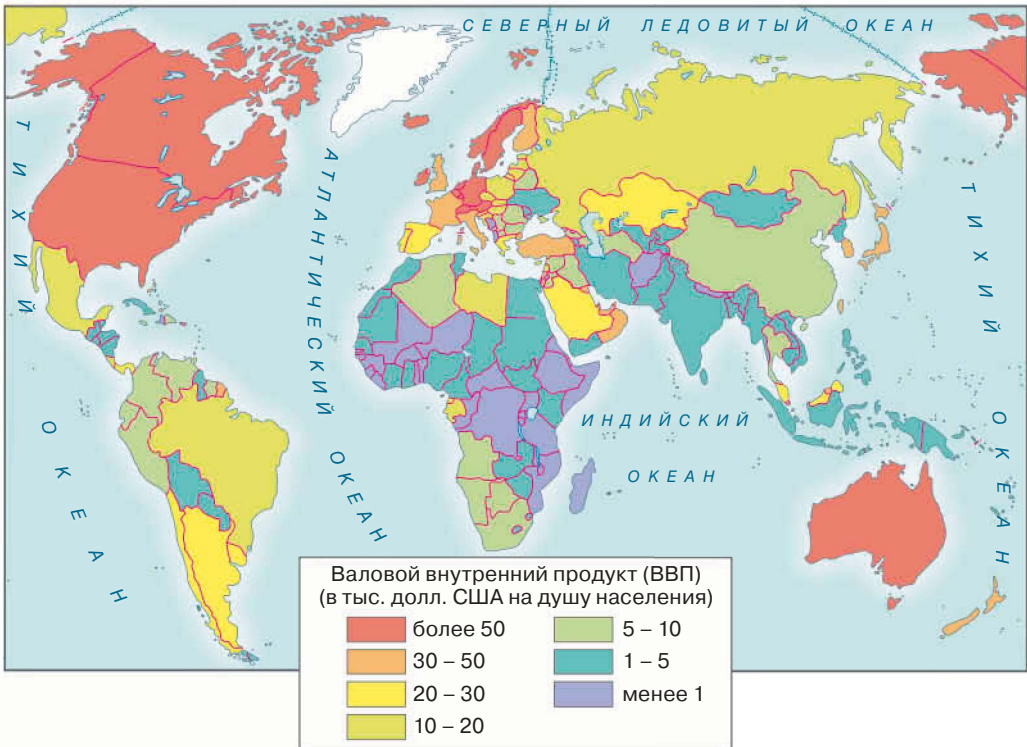 СЕВЕРНЫЙ ЛЕДОВИТЫЙ ОКЕАН
ТИХИЙ
ОКЕАН
АТЛАНТИЧЕСКИЙ
ОКЕАН
ИНДИЙСКИЙ
ОКЕАН
ТИХИЙ
ОКЕАН
Валовой внутренний продукт (ВВП)
(в тыс. долл. США на душу населения)
более 50
30 – 50
20 – 30
10 – 20
5 – 10
1 – 5
менее 1